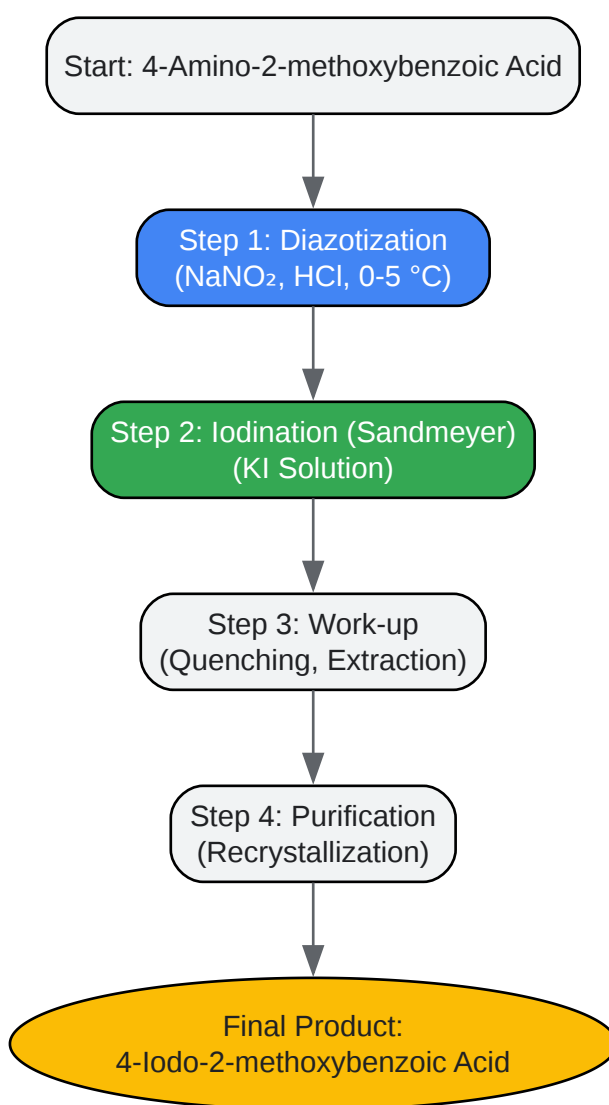 Start: 4-Amino-2-methoxybenzoic Acid
Step 1: Diazotization
(NaNO₂, HCl, 0-5 °C)
Step 2: Iodination (Sandmeyer)
(KI Solution)
Step 3: Work-up
(Quenching, Extraction)
Step 4: Purification
(Recrystallization)
Final Product:
4-Iodo-2-methoxybenzoic Acid